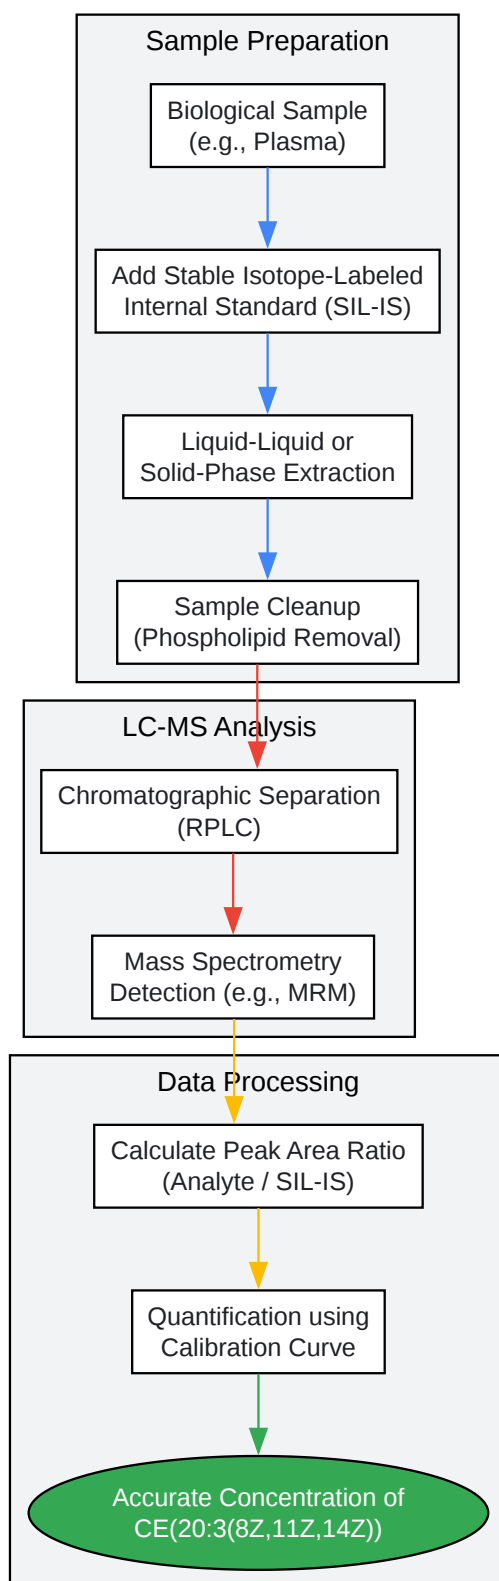 Sample Preparation
Biological Sample
(e.g., Plasma)
Add Stable Isotope-Labeled
Internal Standard (SIL-IS)
Liquid-Liquid or
Solid-Phase Extraction
Sample Cleanup
(Phospholipid Removal)
LC-MS Analysis
Chromatographic Separation
(RPLC)
Mass Spectrometry
Detection (e.g., MRM)
Data Processing
Calculate Peak Area Ratio
(Analyte / SIL-IS)
Quantification using
Calibration Curve
Accurate Concentration of
CE(20:3(8Z,11Z,14Z))